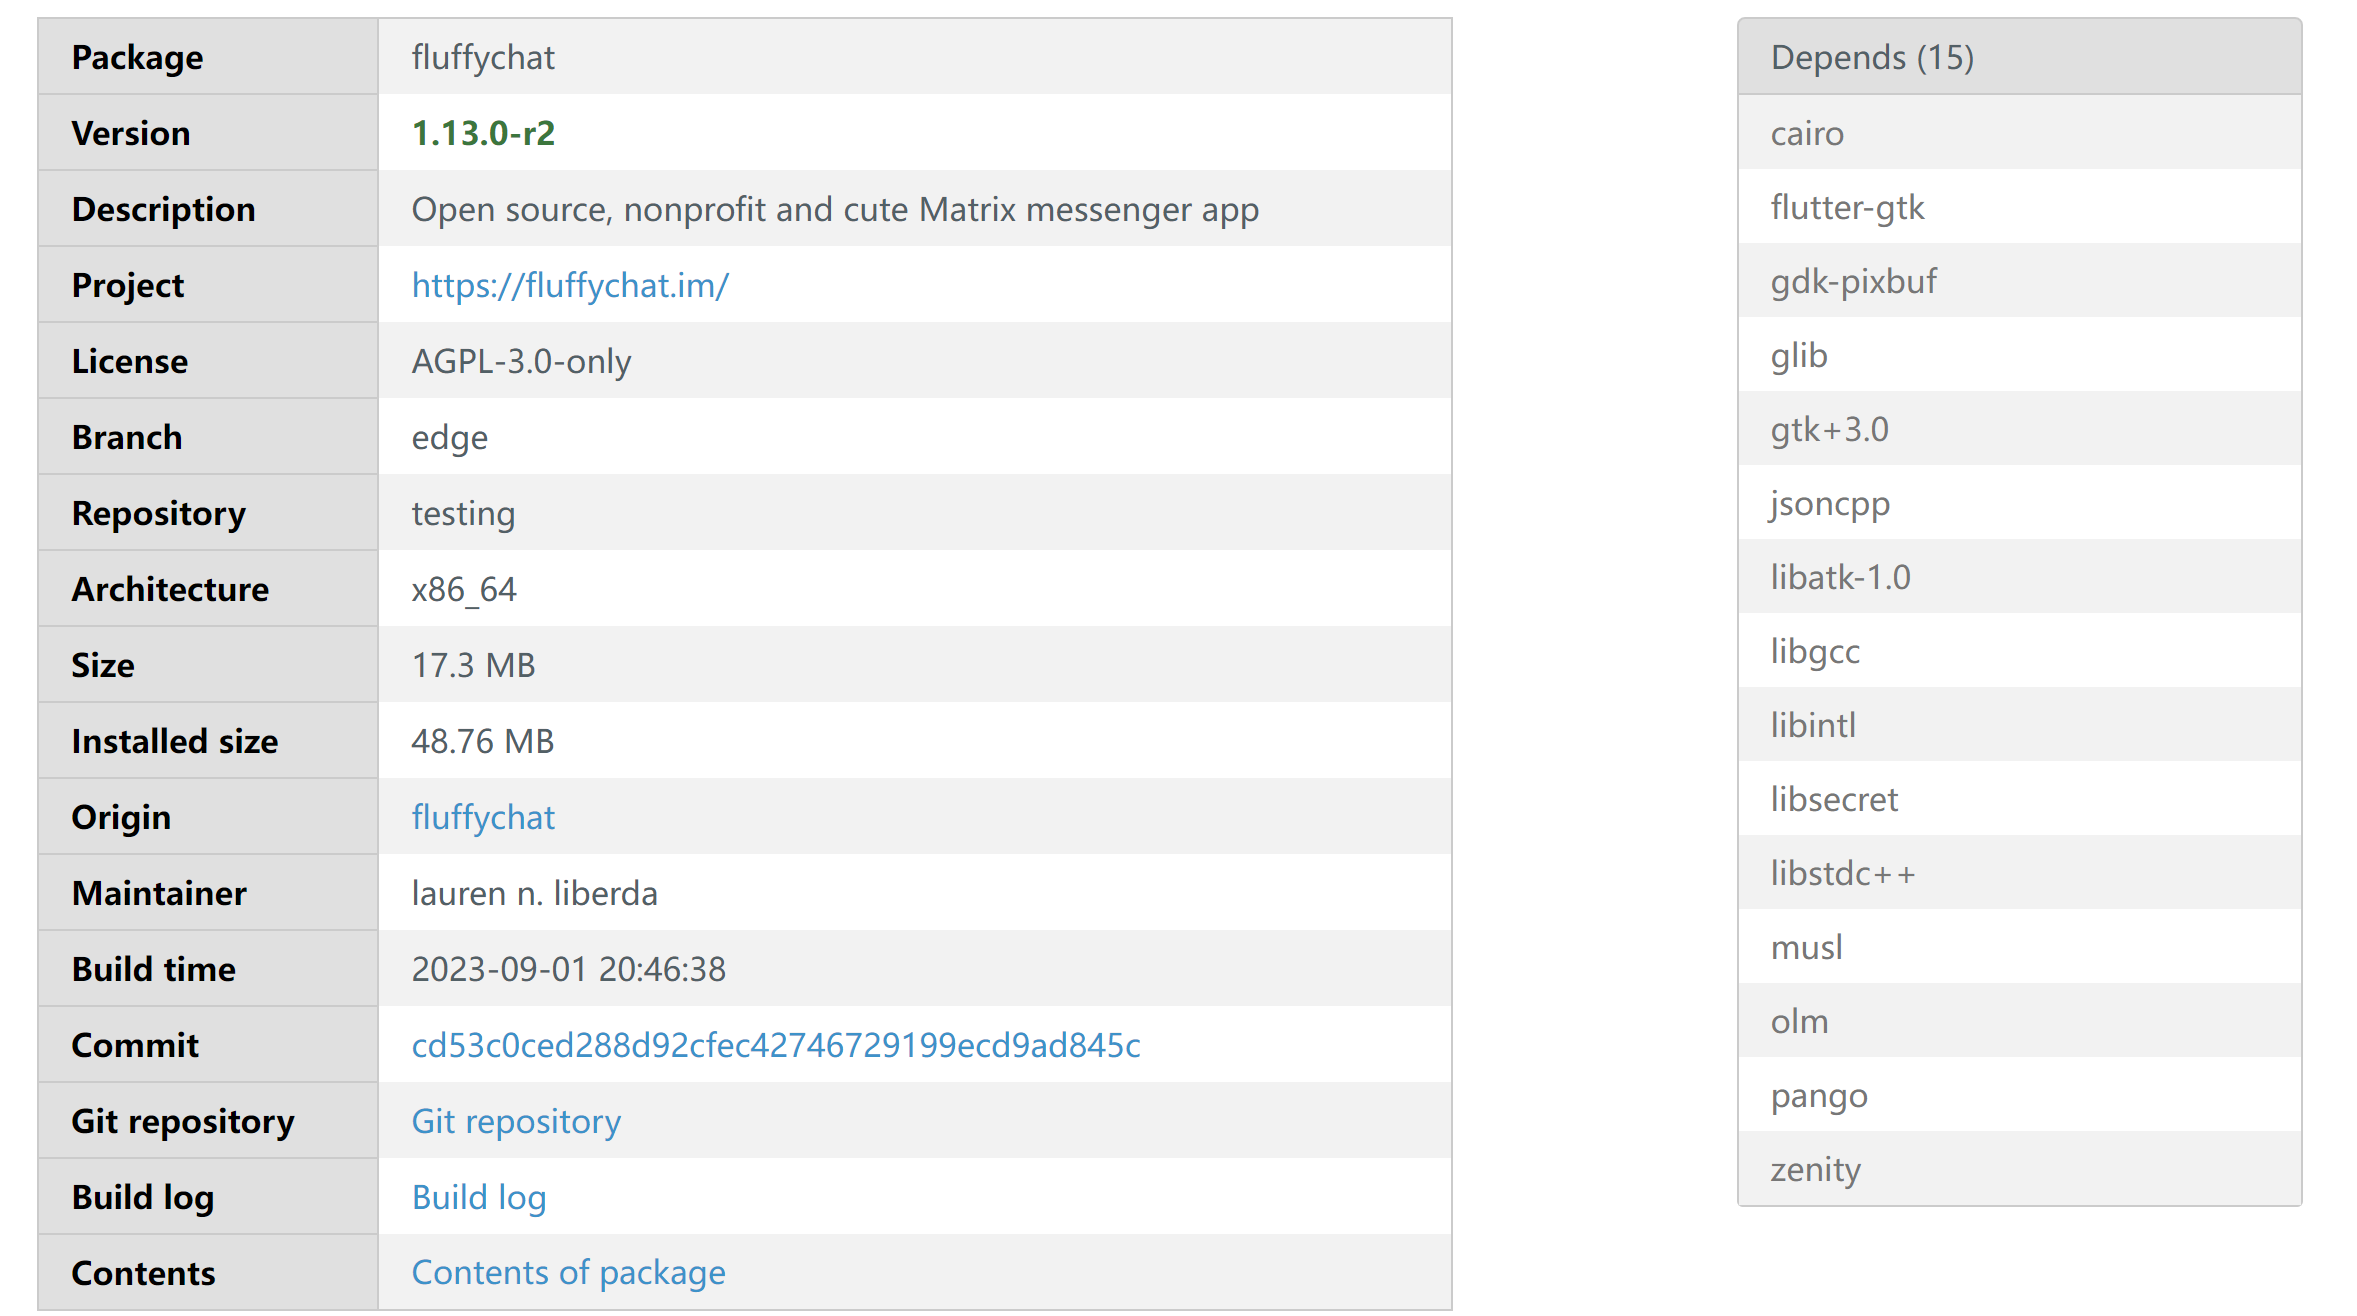 Package fluffychat
Version 1.13.0-r2
Description Open source, nonprofit and cute Matrix messenger app
Project https://fluffychat.im/
License AGPL-3.0-only
Branch edge
Repository testing
Architecture x86_64
Size 17.3 MB
Installed size 48.76 MB
Origin fluffychat
Maintainer lauren n. liberda
Build time 2023-09-01 20:46:38
Commit cd53c0ced288d92cfec42746729199ecd9ad845c
Git repository Git repository
Build log Build log
Contents Contents of package
Depends (15)
cairo
flutter-gtk
gdk-pixbuf
glib
gtk+3.0
jsoncpp
libatk-1.0
libgcc
libintl
libsecret
libstdc++
musl
olm
pango
zenity